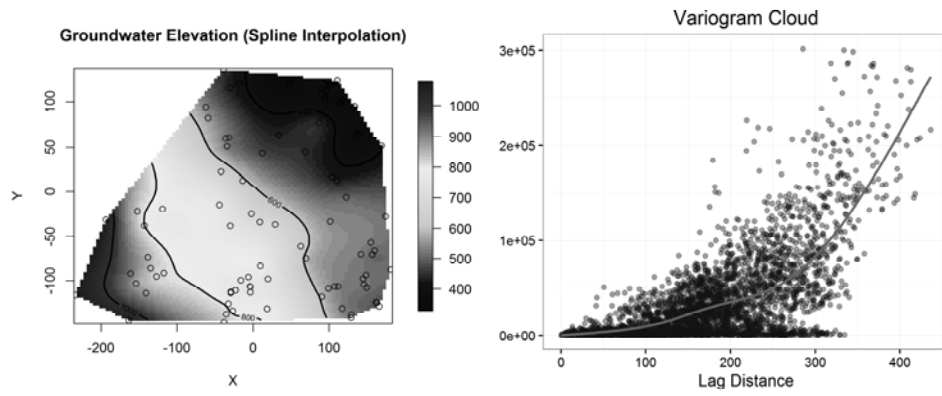 Groundwater Elevation (Spline Interpolation)
100
50
0
-50
-100
Y
-200
-100
0
100
X
600
800
1000
900
800
700
600
500
400
Variogram Cloud
3e+05
2e+05
1e+05
0e+00
0
100
200
300
400
Lag Distance